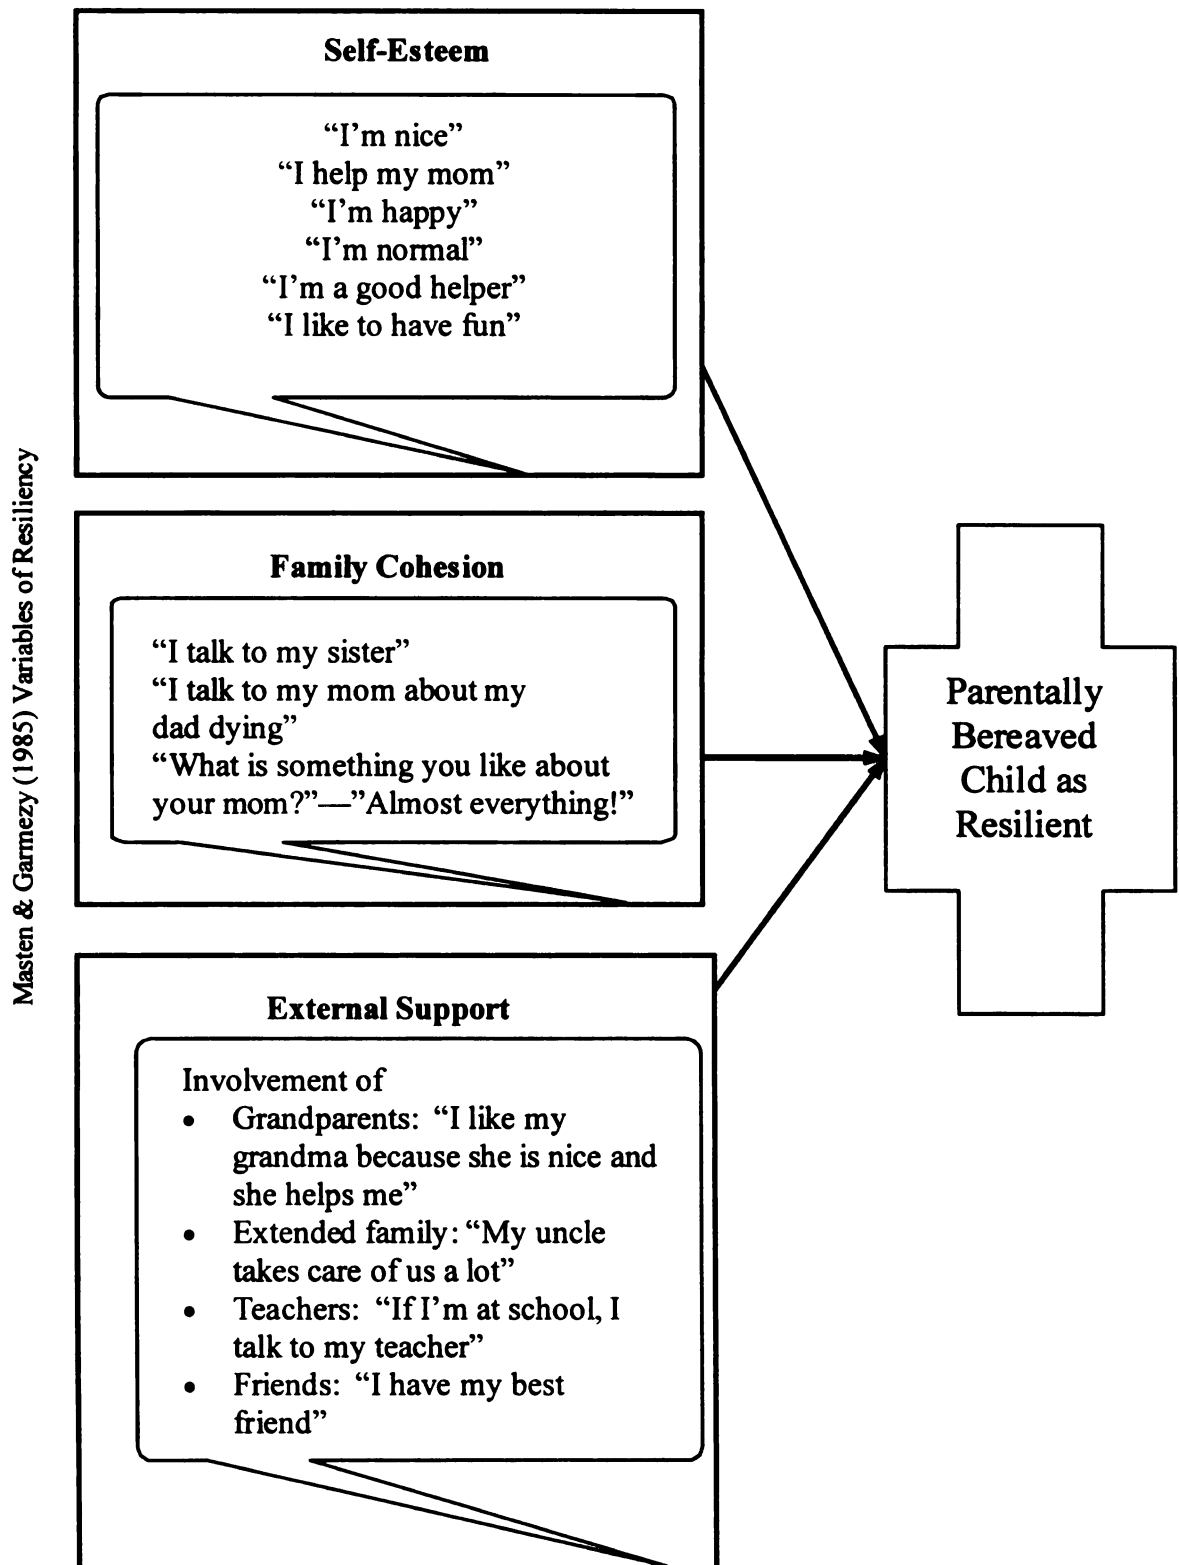 Masten & Garmezy (1985) Variables of Resiliency
Self-Esteem
“I’m nice”
“I help my mom”
“I’m happy”
“I’m normal”
“I’m a good helper”
“I like to have fun”
Family Cohesion
“I talk to my sister”
“I talk to my mom about my
dad dying”
“What is something you like about
your mom?”—”Almost everything!”
External Support
Involvement of
• Grandparents: “I like my
grandma because she is nice and
she helps me”
• Extended family: “My uncle
takes care of us a lot”
• Teachers: “If I’m at school, I
talk to my teacher”
• Friends: “I have my best
friend”
Parentally
Bereaved
Child as
Resilient